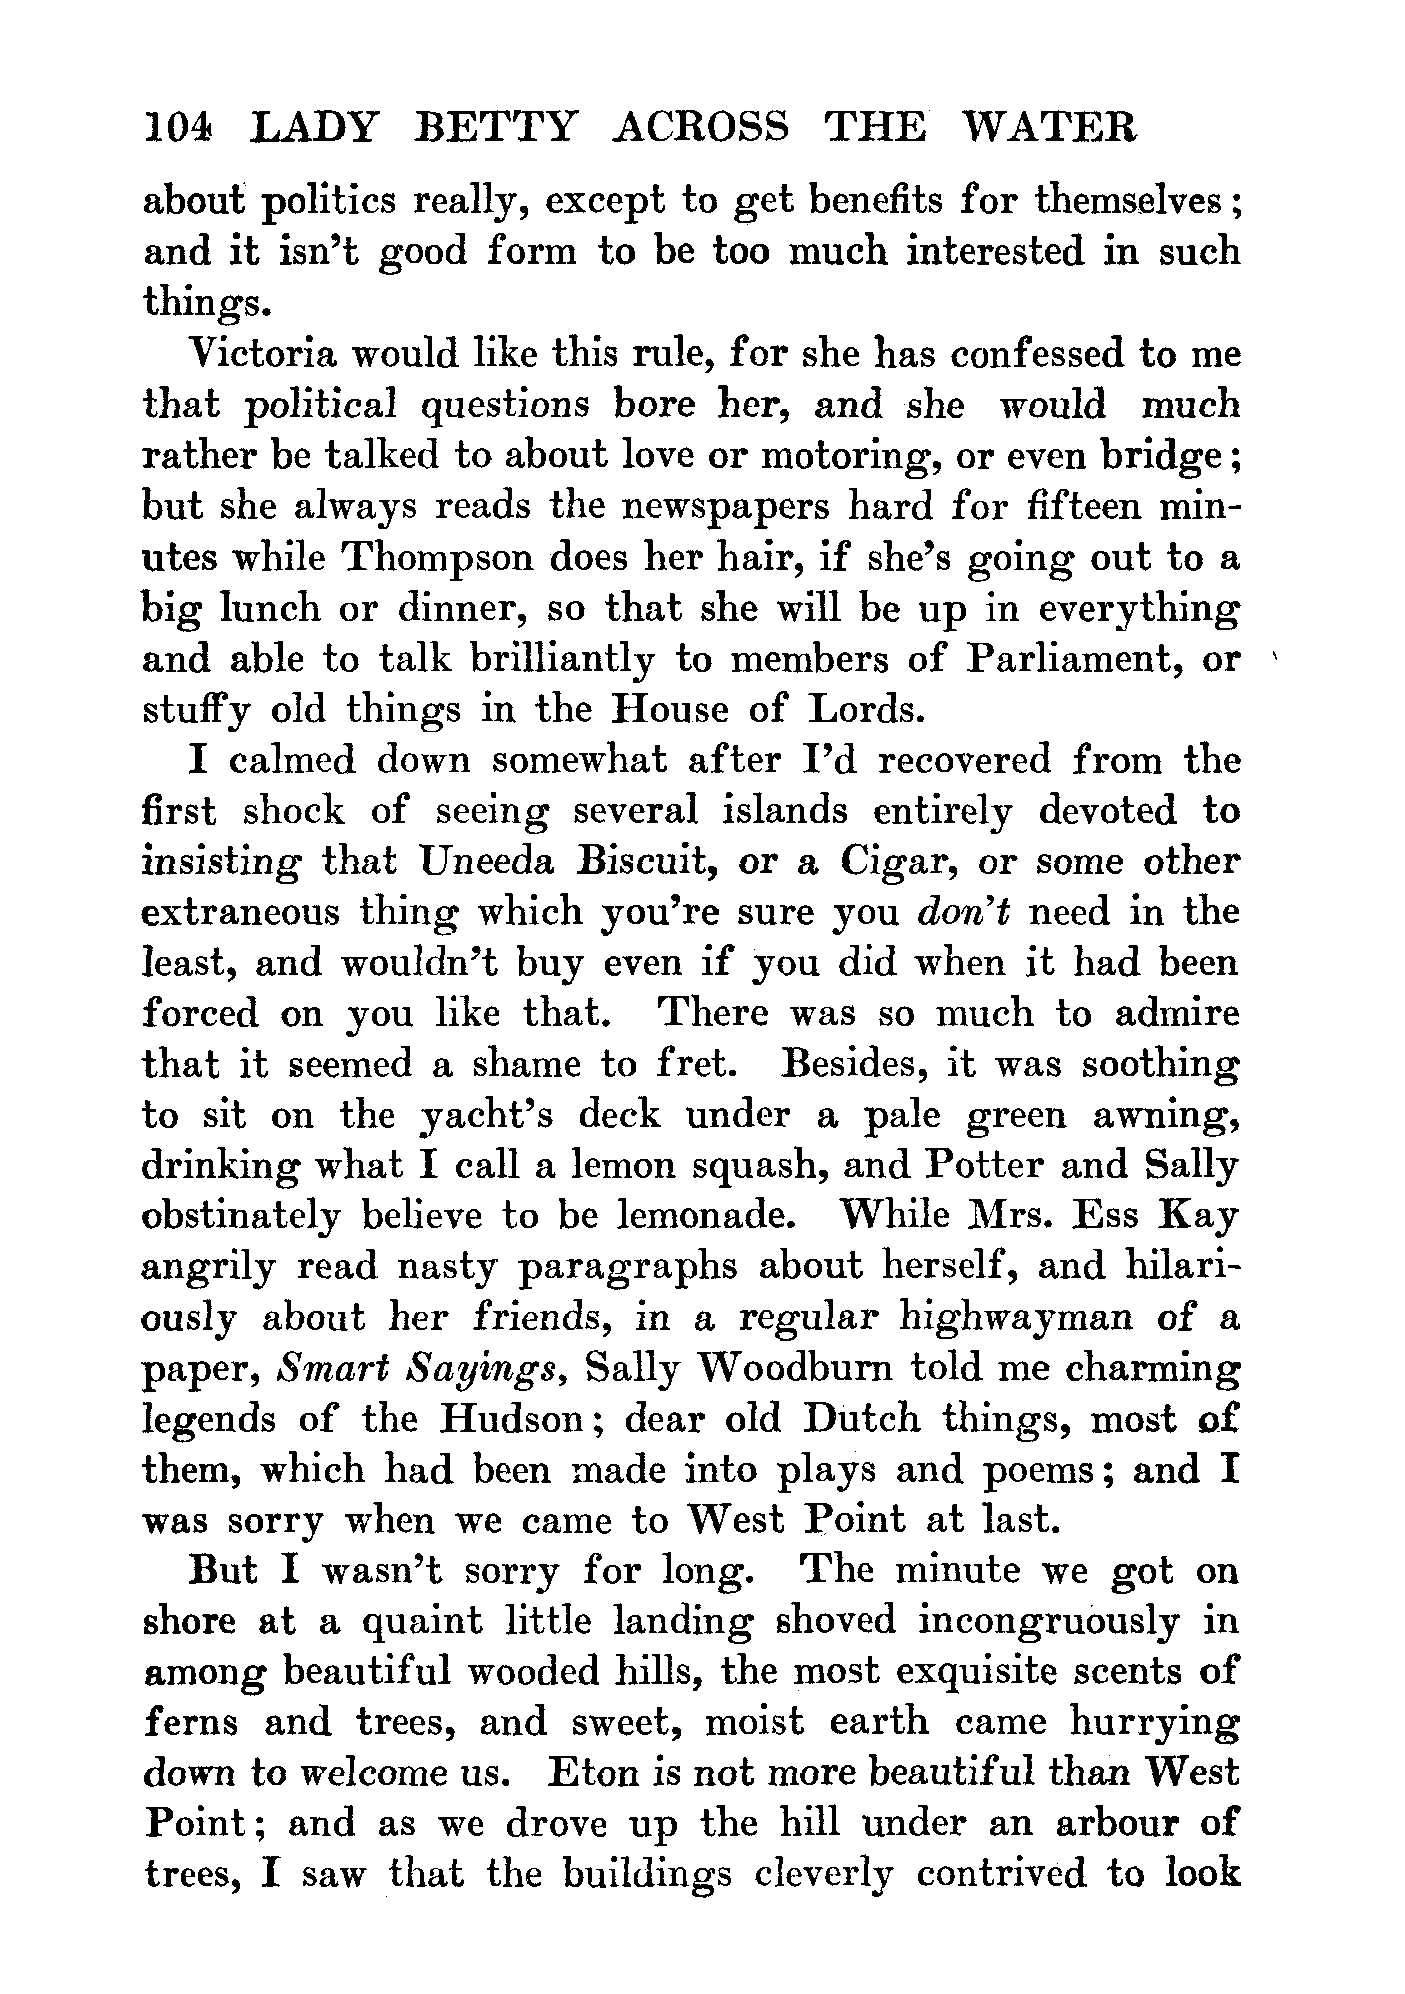 104 LADY BETTY ACROSS THE WATER
about politics really, except to get benefits for themselves;
and it isn't good form to be too much interested in such
things.
Victoria would like this rule, for she has confessed to me
that political questions bore her, and she would much
rather be talked to about love or motoring, or even bridge;
but she always reads the newspapers hard for fifteen min-
utes while Thompson does her hair, if she's going out to a
big lunch or dinner, so that she will be up in everything
and able to talk brilliantly to members of Parliament, or
stuffy old things in the House of Lords.
I calmed down somewhat after I'd recovered from the
first shock of seeing several islands entirely devoted to
insisting that Uneeda Biscuit, or a Cigar, or some other
extraneous thing which you're sure you don't need in the
least, and wouldn't buy even if you did when it had been
forced on you like that. There was so much to admire
that it seemed a shame to fret. Besides, it was soothing
to sit on the yacht's deck under a pale green awning,
drinking what I call a lemon squash, and Potter and Sally
obstinately believe to be lemonade. While Mrs. Ess Kay
angrily read nasty paragraphs about herself, and hilari-
ously about her friends, in a regular highwayman of a
paper, Smart Sayings, Sally Woodburn told me charming
legends of the Hudson; dear old Dutch things, most of
them, which had been made into plays and poems; and I
was sorry when we came to West Point at last.
But I wasn't sorry for long. The minute we got on
shore at a quaint little landing shoved incongruously in
among beautiful wooded hills, the most exquisite scents of
ferns and trees, and sweet, moist earth came hurrying
down to welcome us. Eton is not more beautiful than West
Point; and as we drove up the hill under an arbour of
trees, I saw that the buildings cleverly contrived to look